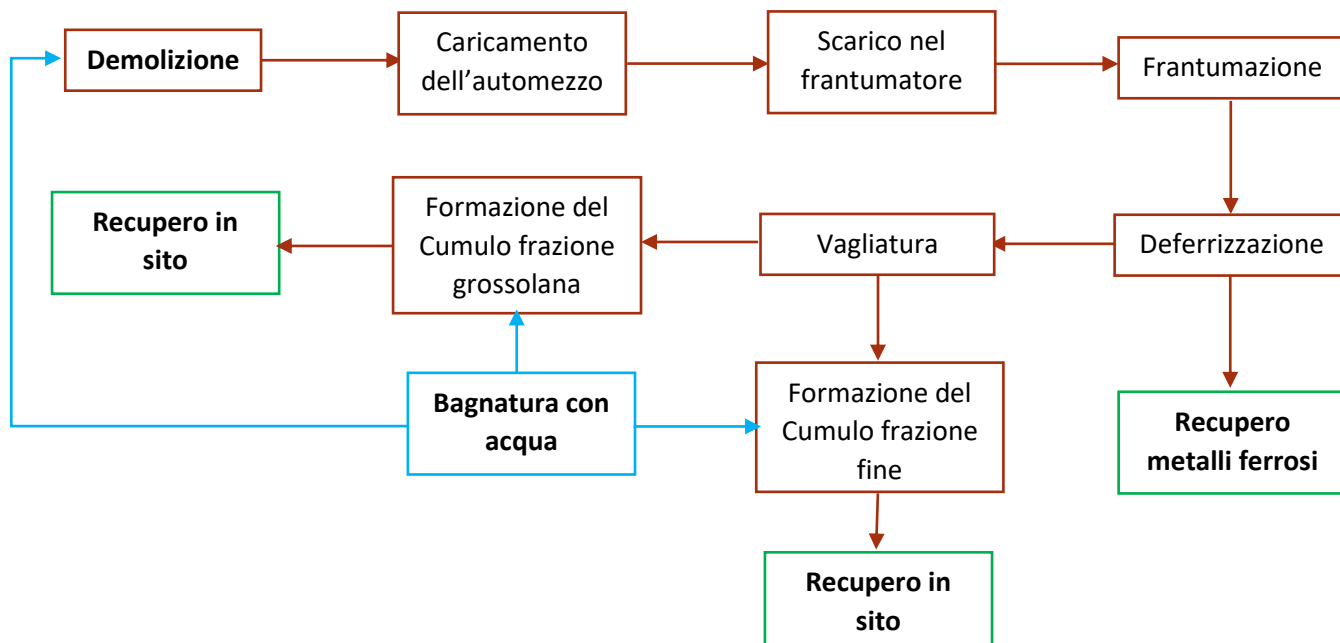 Demolizione
Caricamento
dell’automezzo
Scarico nel
frantumatore
Frantumazione
Recupero in
sito
Formazione del
Cumulo frazione
grossolana
Vagliatura
Deferrizzazione
Bagnatura con
acqua
Formazione del
Cumulo frazione
fine
Recupero
metalli ferrosi
Recupero in
sito